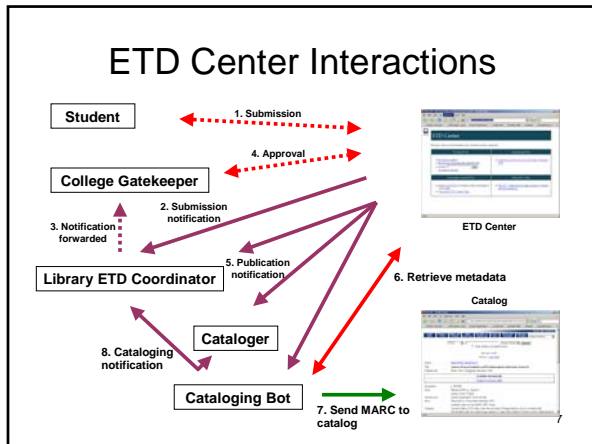 ETD Center Interactions
Student
1. Submission
4. Approval
College Gatekeeper
2. Submission
notification
3. Notification
forwarded
ETD Center
ETD Center
5. Publication
notification
Library ETD Coordinator
6. Retrieve metadata
Catalog
Cataloger
8. Cataloging
notification
Cataloging Bot
7. Send MARC to
catalog
7